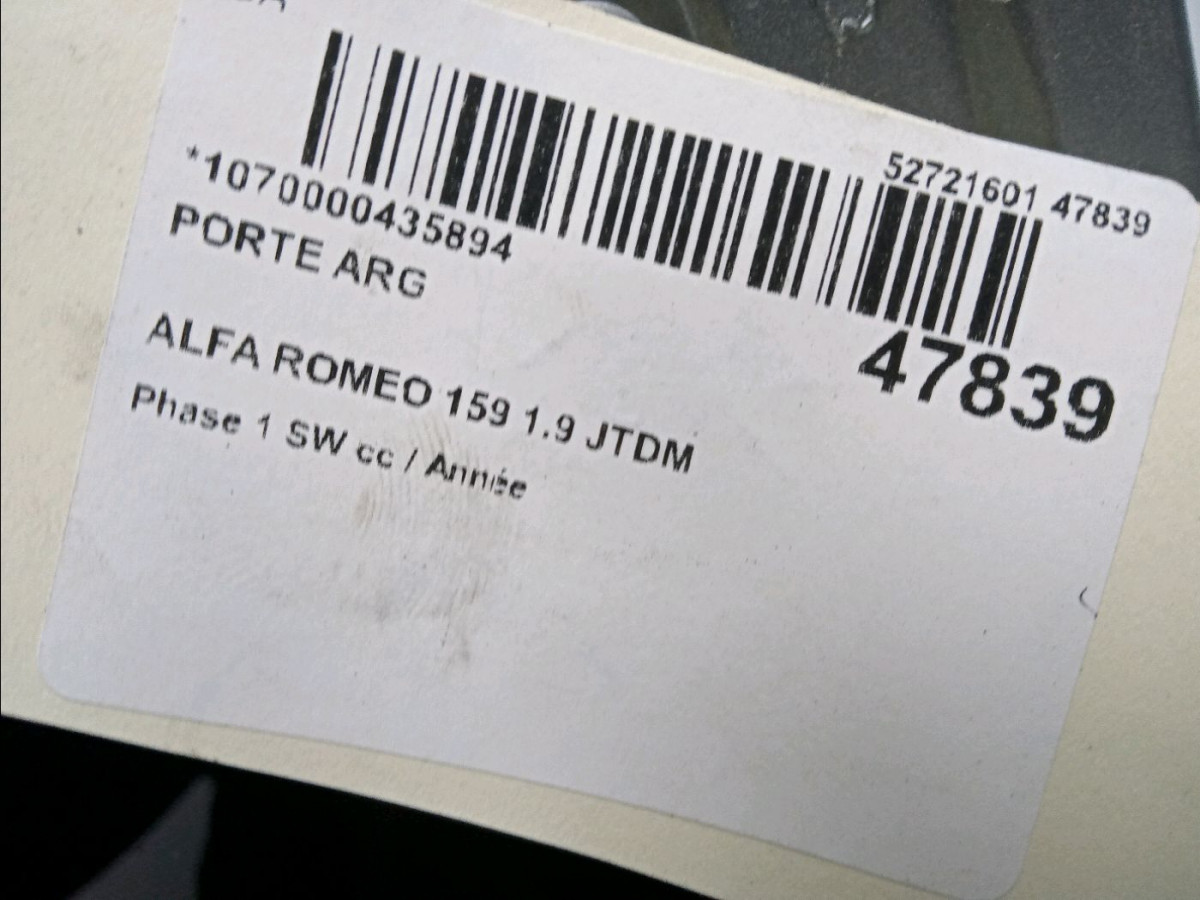 52721601 47839
*1070000435894
PORTE ARG
47839
ALFA ROMEO 159 1.9 JTDM
Phase 1 SW cc / Année